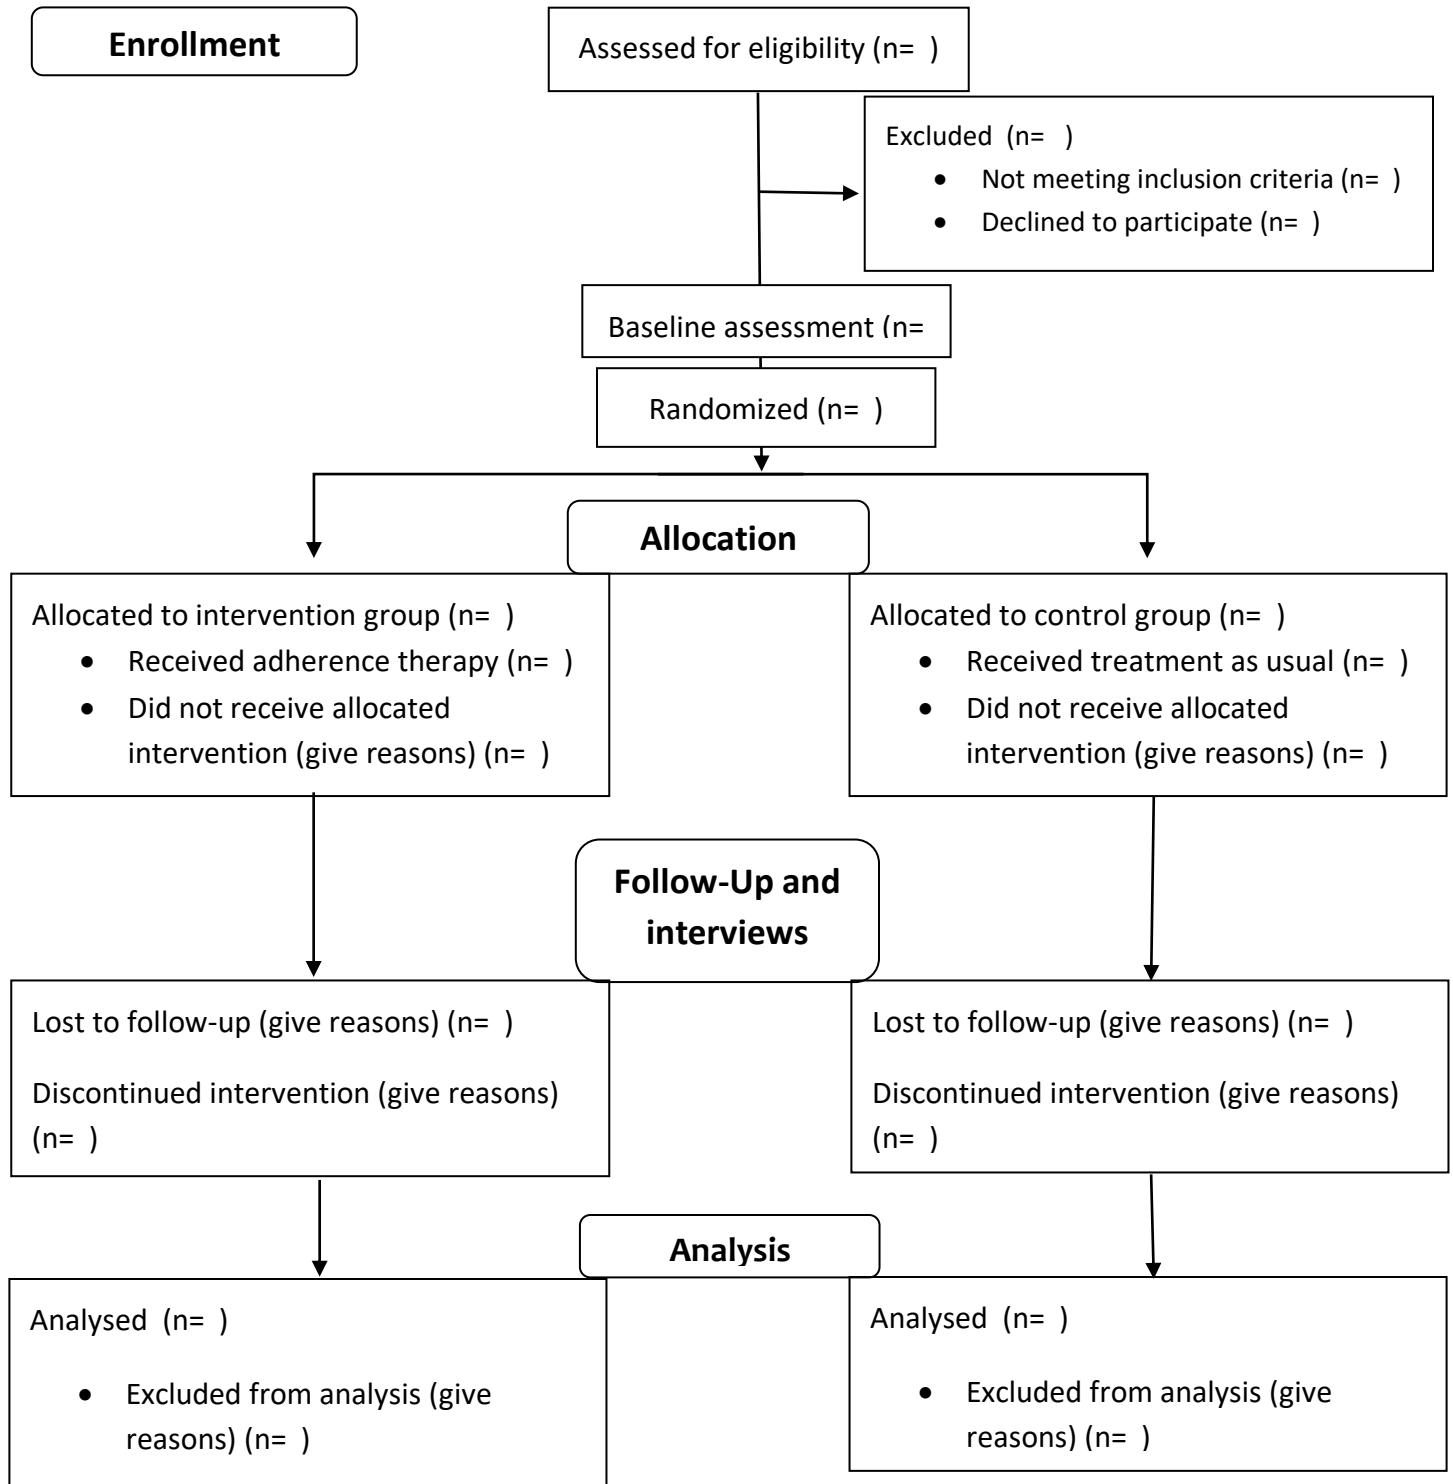 Enrollment
Assessed for eligibility (n=  )
Excluded  (n=   )
• Not meeting inclusion criteria (n=  )
• Declined to participate (n=  )
Baseline assessment (n=
Randomized (n=  )
Allocation
Allocated to intervention group (n=  )
• Received adherence therapy (n=  )
• Did not receive allocated
intervention (give reasons) (n=  )
Allocated to control group (n=  )
• Received treatment as usual (n=  )
• Did not receive allocated
intervention (give reasons) (n=  )
Follow-Up and
interviews
Lost to follow-up (give reasons) (n=  )
Discontinued intervention (give reasons)
(n=  )
Lost to follow-up (give reasons) (n=  )
Discontinued intervention (give reasons)
(n=  )
Analysis
Analysed  (n=  )
• Excluded from analysis (give
reasons) (n=  )
Analysed  (n=  )
• Excluded from analysis (give
reasons) (n=  )